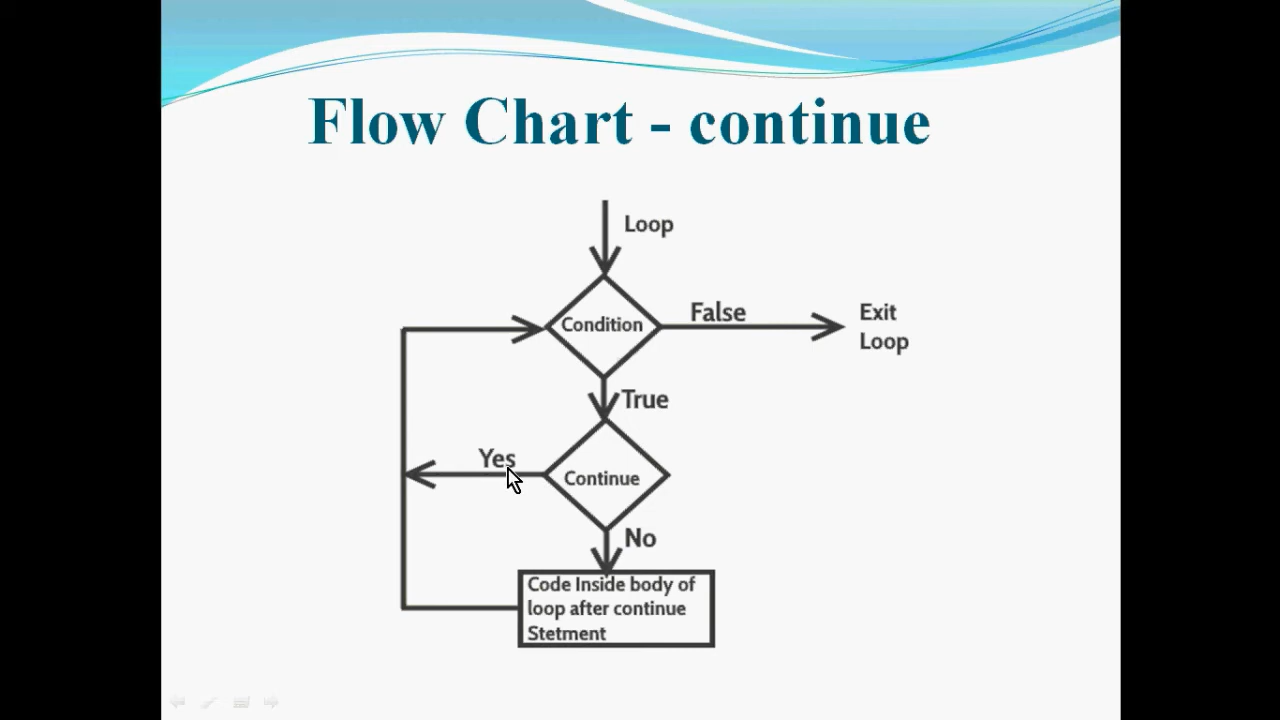 Flow Chart - continue
Loop
Condition
False
Exit
Loop
True
Yes
Continue
No
Code Inside body of
loop after continue
Stetment